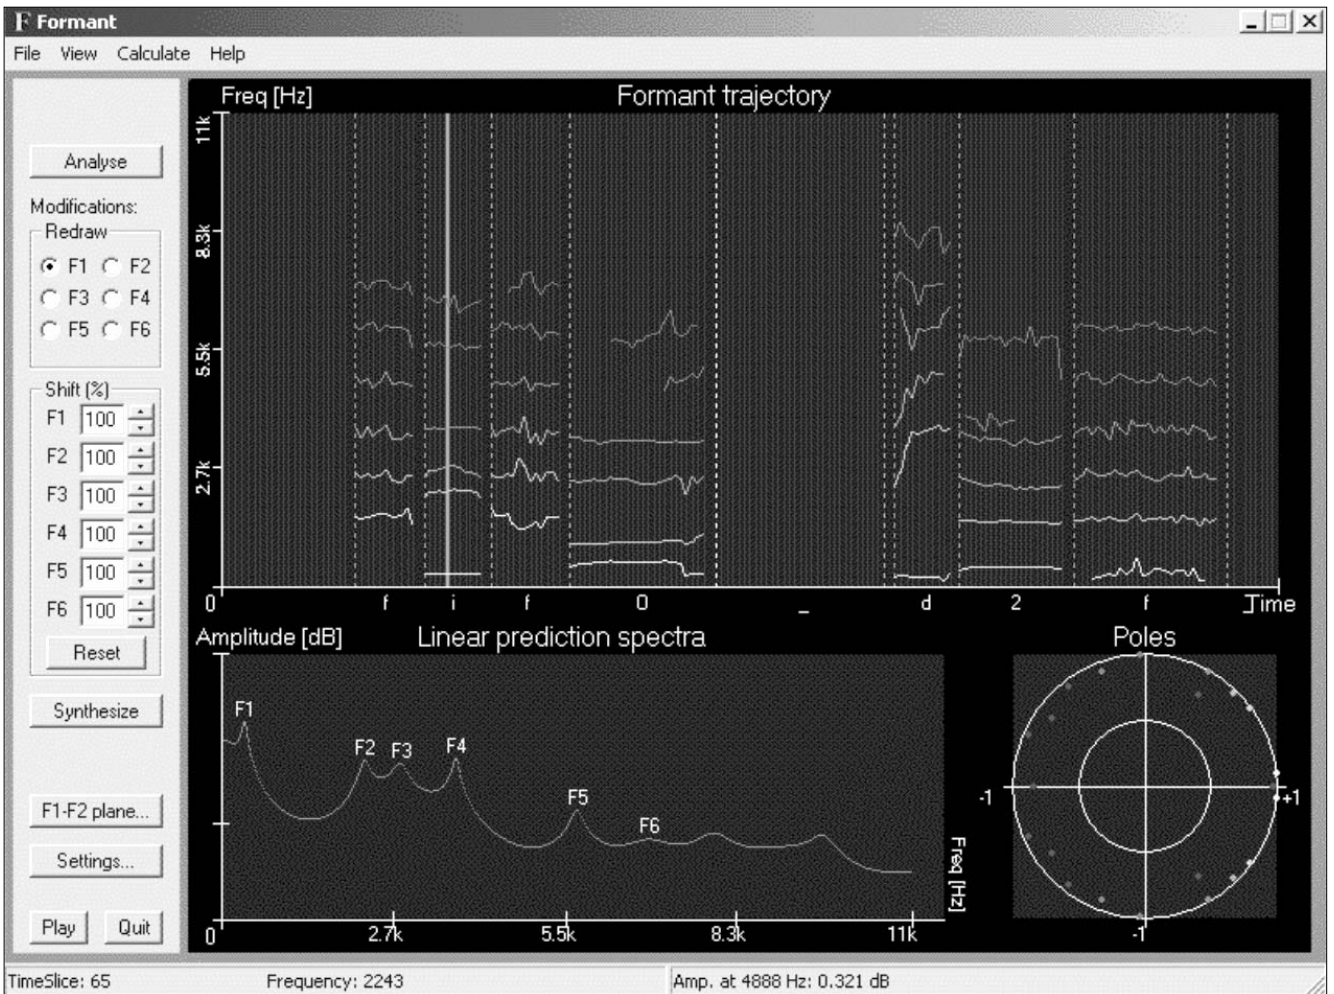 F Formant
File View Calculate Help
Analyse
Modifications:
Redraw
F1 F2
F3 F4
F5 F6
Shift (%)
F1 100
F2 100
F3 100
F4 100
F5 100
F6 100
Reset
Synthesize
F1-F2 plane...
Settings...
Play Quit
Freq [Hz] Formant trajectory
11k
8.3k
5.5k
2.7k
0 f i f O _ d 2 f Time
Amplitude [dB] Linear prediction spectra
F1
F2 F3 F4
F5
F6
Freq [Hz]
0 2.7k 5.5k 8.3k 11k
Poles
-1 +1
-1
TimeSlice: 65 Frequency: 2243 Amp. at 4888 Hz: 0.321 dB